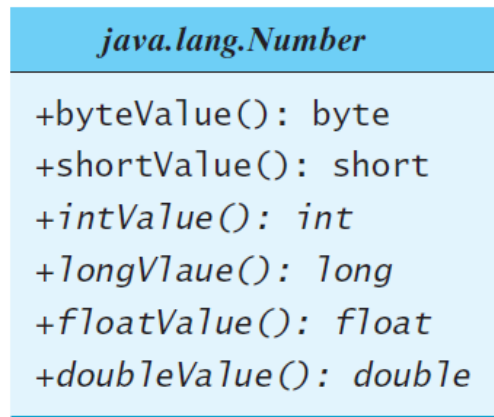 java.lang.Number
+byteValue(): byte
+shortValue(): short
+intValue(): int
+longVlaue(): long
+floatValue(): float
+doubleValue(): double